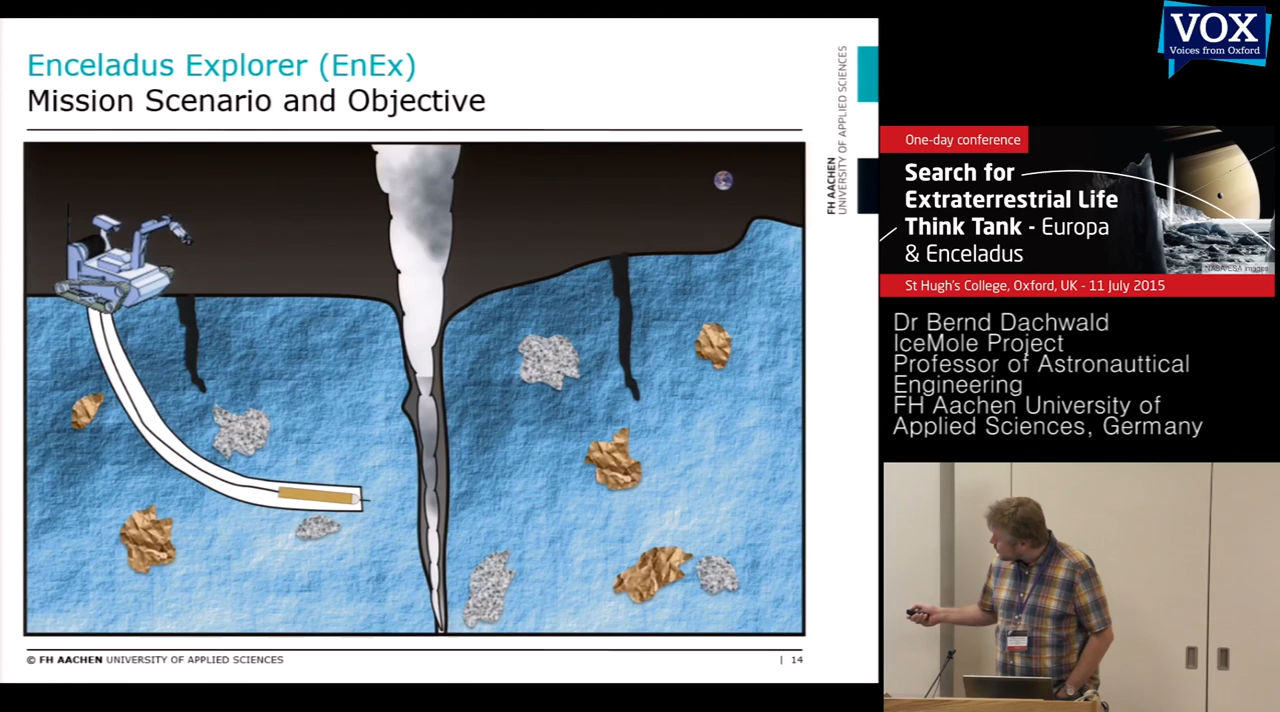 Enceladus Explorer (EnEx)
Mission Scenario and Objective
FH AACHEN
UNIVERSITY OF APPLIED SCIENCES
© FH AACHEN UNIVERSITY OF APPLIED SCIENCES
| 14
VOX
Voices from Oxford
One-day conference
Search for
Extraterrestrial Life
Think Tank - Europa
& Enceladus
NASA/ESA images
St Hugh's College, Oxford, UK - 11 July 2015
Dr Bernd Dachwald
IceMole Project
Professor of Astronauttical
Engineering
FH Aachen University of
Applied Sciences, Germany